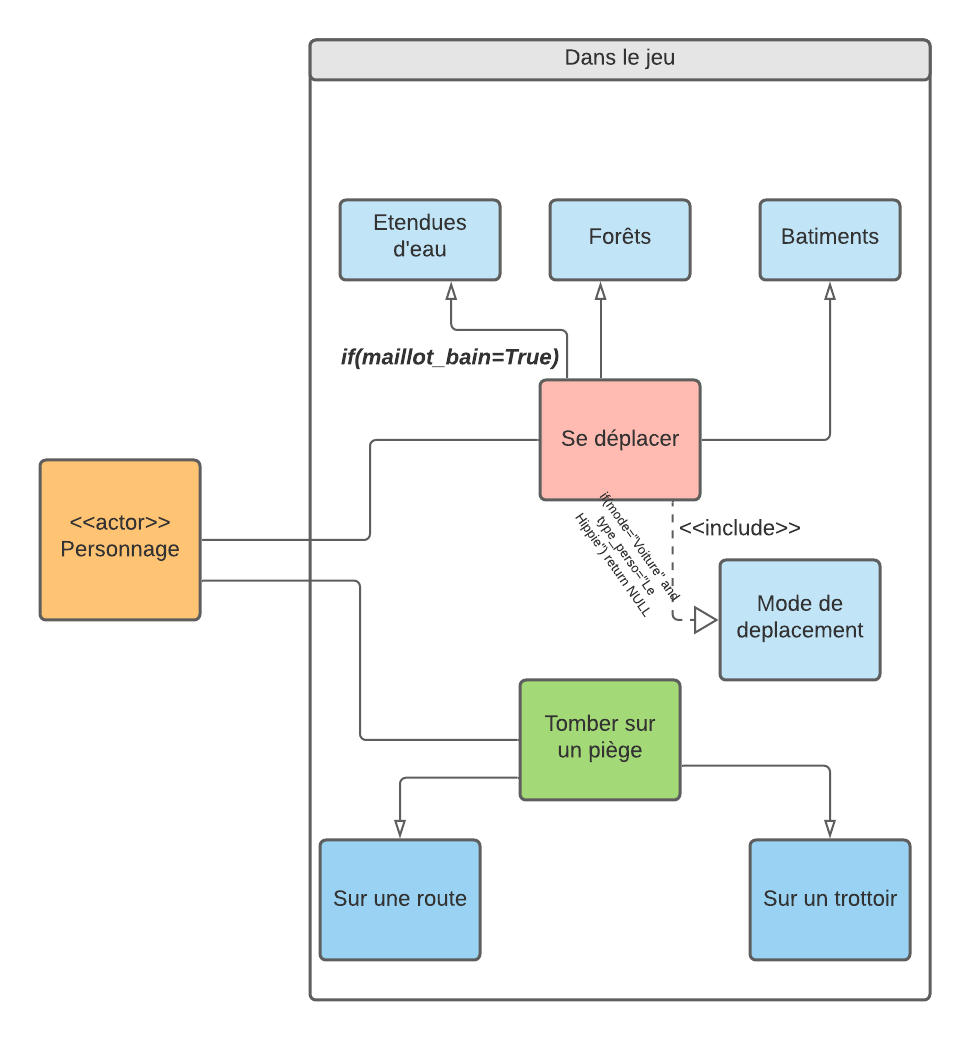 Dans le jeu
Etendues
d'eau
Forêts
Batiments
if(maillot_bain=True)
Se déplacer
<<actor>>
Personnage
if(mode="Voiture" and
type_perso="Le
Hippie") return NULL
<<include>>
Mode de
deplacement
Tomber sur
un piège
Sur une route
Sur un trottoir